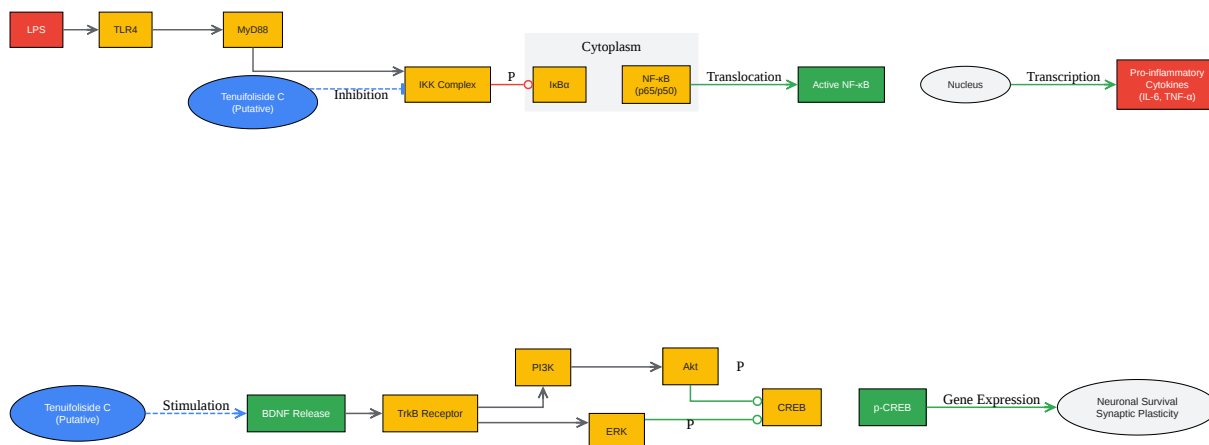 LPS
TLR4
MyD88
Cytoplasm
Tenuifoliside C
(Putative)
Inhibition
IKK Complex
P
IκBα
NF-κB
(p65/p50)
Translocation
Active NF-κB
Nucleus
Transcription
Pro-inflammatory
Cytokines
(IL-6, TNF-α)
Tenuifoliside C
(Putative)
Stimulation
BDNF Release
TrkB Receptor
PI3K
Akt
P
ERK
P
CREB
p-CREB
Gene Expression
Neuronal Survival
Synaptic Plasticity